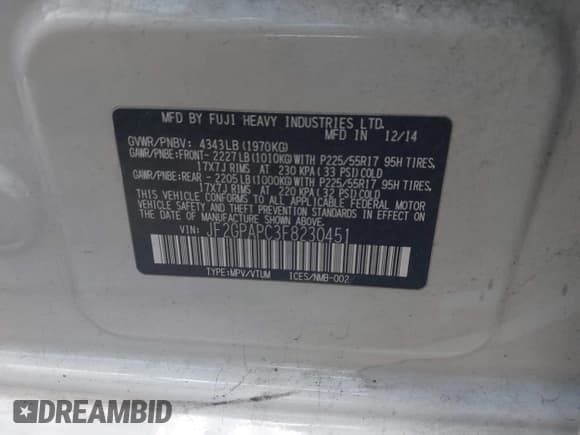 MFD BY FUJI HEAVY INDUSTRIES LTD.
MFD IN 12/14
GVWR/PNBV: 4343LB (1970KG)
GAWR/PNBE:FRONT- 2227LB(1010KG) WITH P225/55R17 95H TIRES,
17X7J RIMS AT 230 KPA ( 33 PSI) COLD
GAWR/PNBE:REAR - 2205LB(1000KG) WITH P225/55R17 95H TIRES,
17X7J RIMS AT 220 KPA ( 32 PSI) COLD
THIS VEHICLE CONFORMS TO ALL APPLICABLE FEDERAL MOTOR
VEHICLE SAFETY, BUMPER, AND THEFT PREVENTION STANDARDS
IN EFFECT ON THE DATE OF MANUFACTURE SHOWN ABOVE.
VIN: JF2GPAPC3F8230451
TYPE:MPV/VTUM ICES/NMB-002
DREAMBID